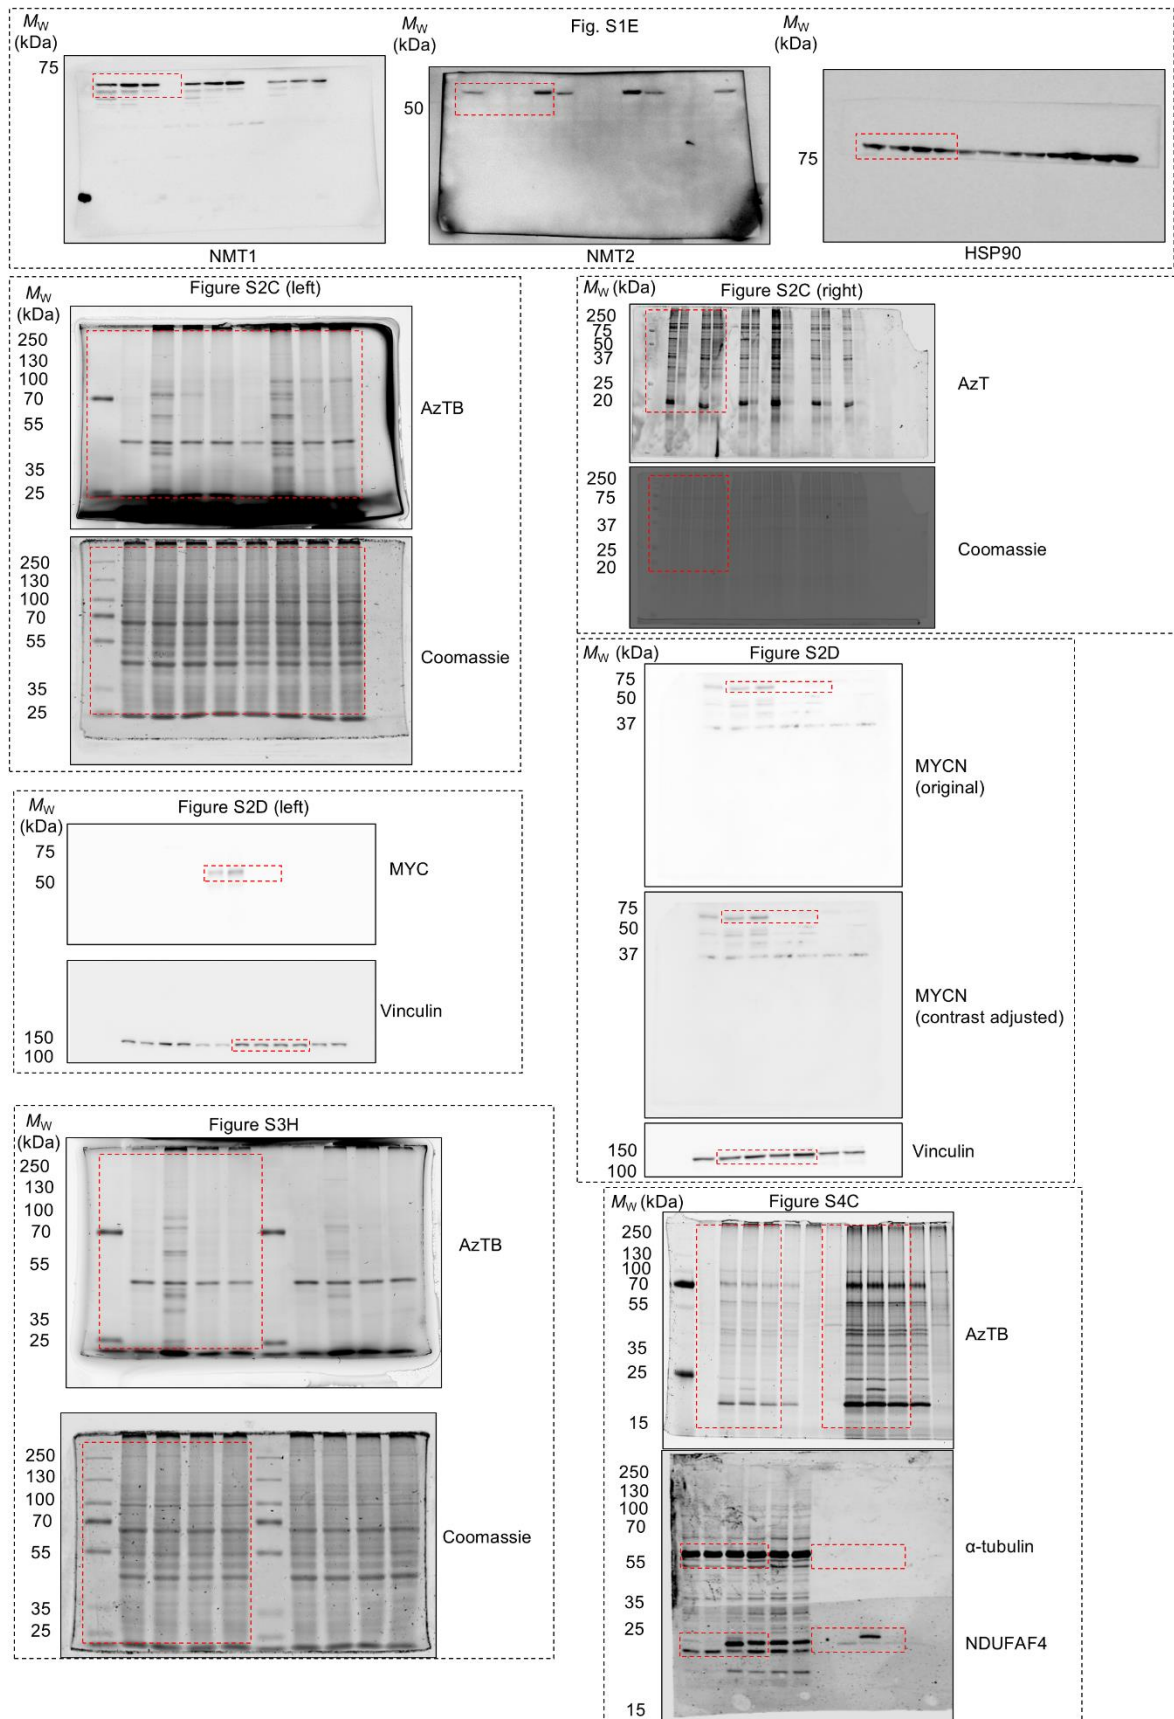 Fig. S1E
MW
(kDa)
75
NMT1
MW
(kDa)
50
NMT2
MW
(kDa)
75
HSP90
Figure S2C (left)
MW
(kDa)
250
130
100
70
55
35
25
AzTB
250
130
100
70
55
35
25
Coomassie
MW (kDa)
Figure S2C (right)
250
75
50
37
25
20
AzT
250
75
37
25
20
Coomassie
Figure S2D (left)
MW
(kDa)
75
50
MYC
150
100
Vinculin
MW (kDa)
Figure S2D
75
50
37
MYCN
(original)
75
50
37
MYCN
(contrast adjusted)
150
100
Vinculin
Figure S3H
MW
(kDa)
250
130
100
70
55
35
25
AzTB
250
130
100
70
55
35
25
Coomassie
MW (kDa)
Figure S4C
250
130
100
70
55
35
25
15
AzTB
250
130
100
70
55
35
25
15
α-tubulin
NDUFAF4